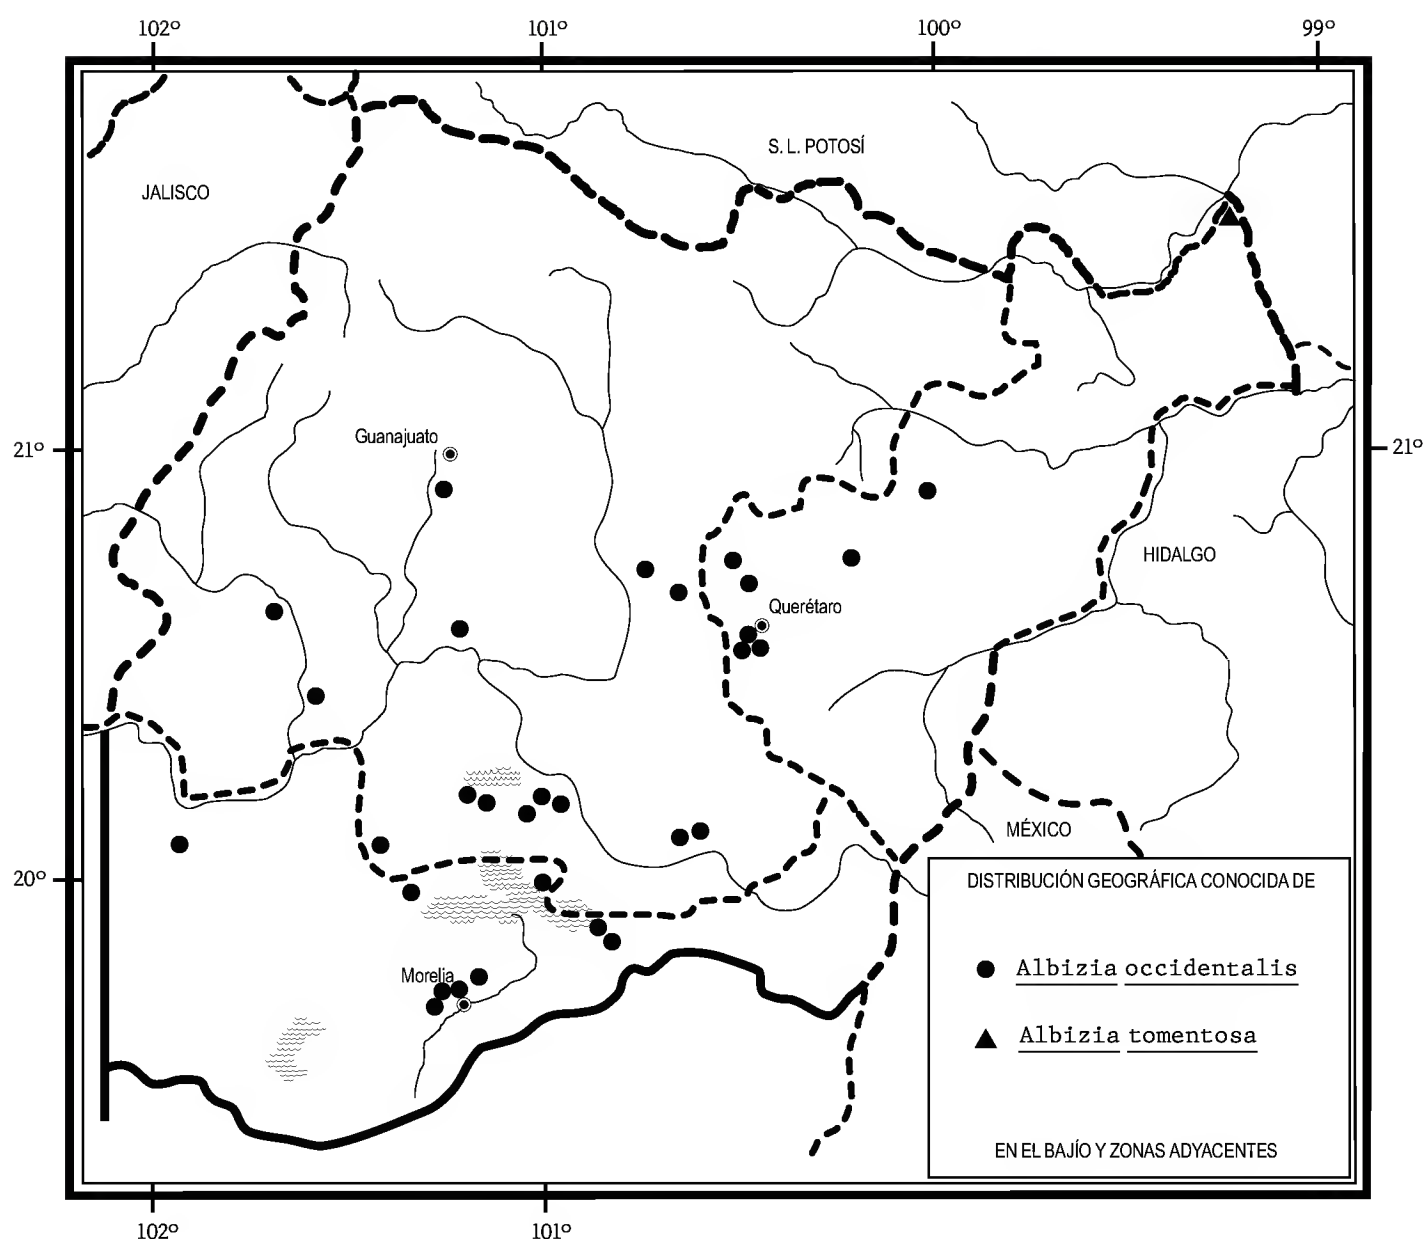 102º 101º 100º 99º
S. L. POTOSÍ
JALISCO
Guanajuato
21º 21º
HIDALGO
Querétaro
MÉXICO
20º
DISTRIBUCIÓN GEOGRÁFICA CONOCIDA DE
Albizia occidentalis
Morelia
Albizia tomentosa
EN EL BAJÍO Y ZONAS ADYACENTES
102º 101º